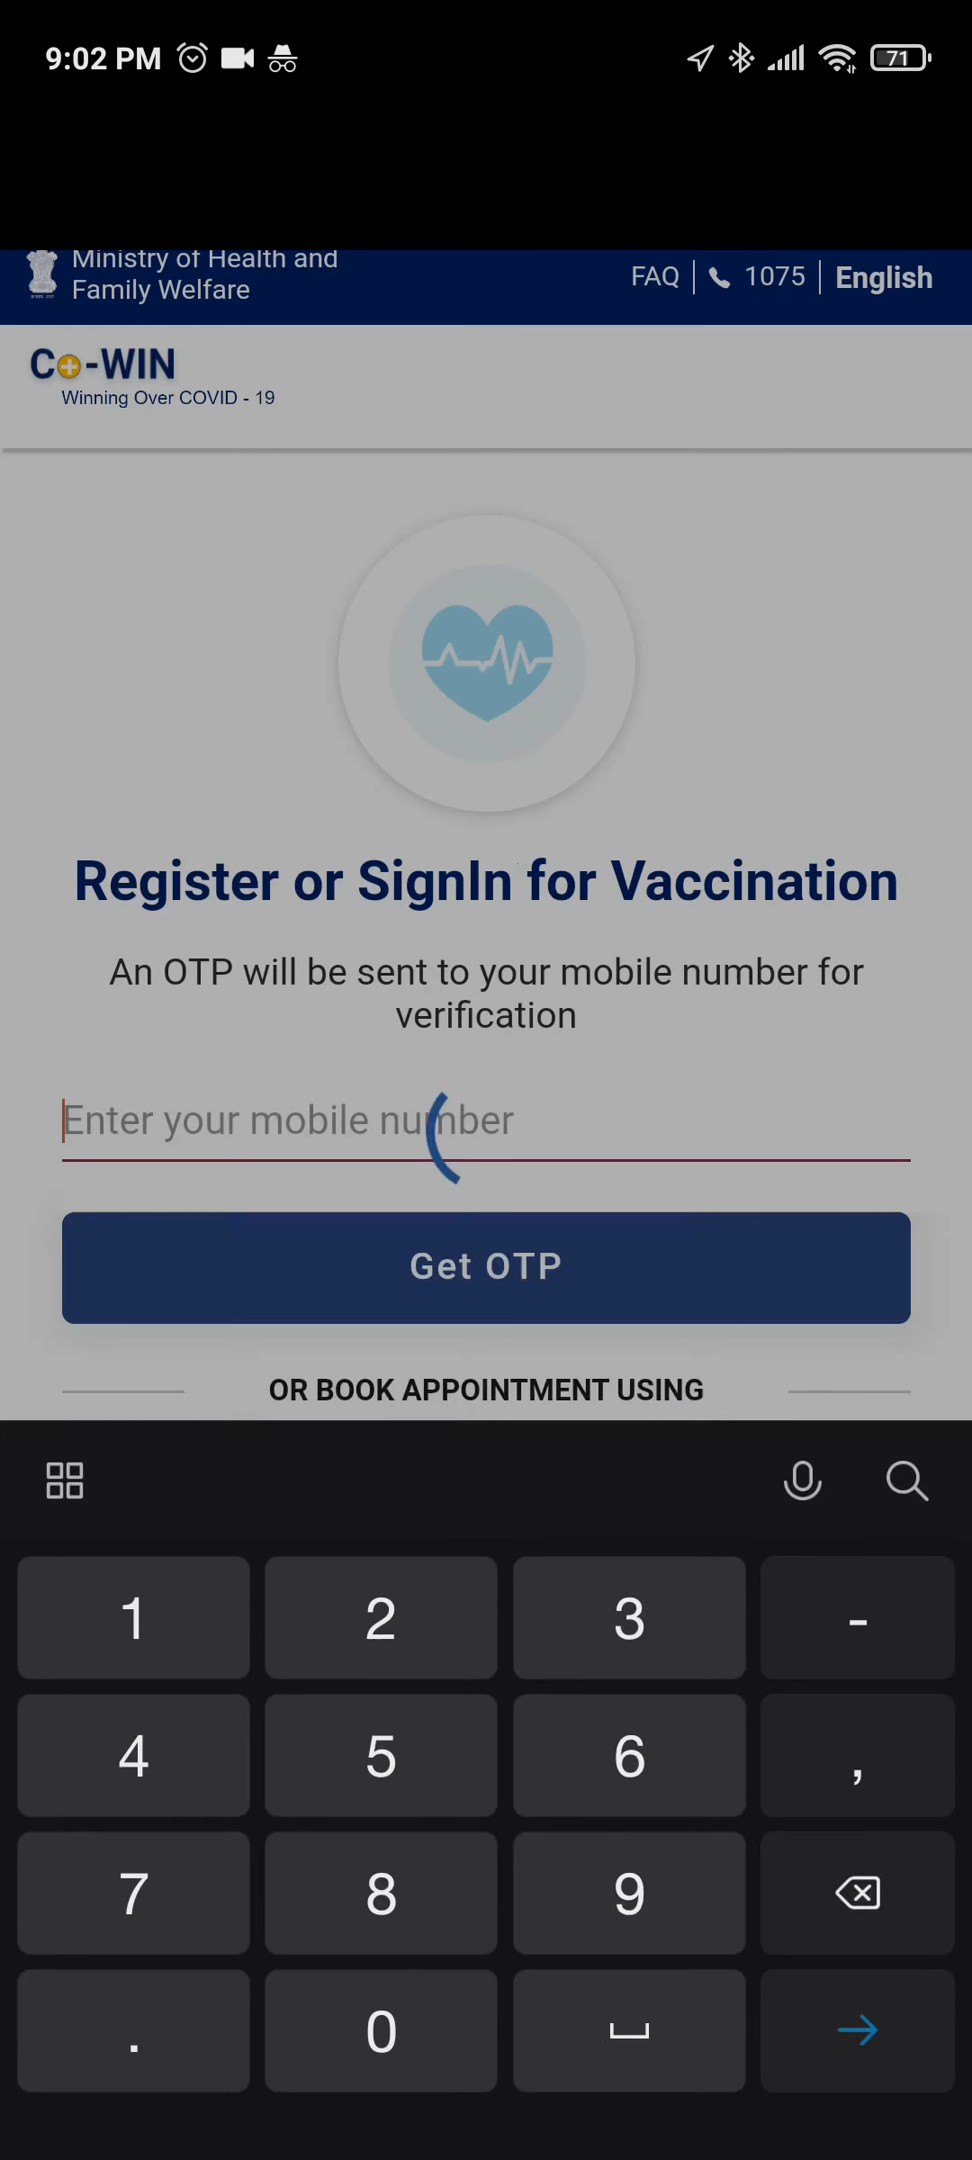 9:02 PM
71
Ministry of Health and
Family Welfare
FAQ
1075
English
Co-WIN
Winning Over COVID - 19
Register or SignIn for Vaccination
An OTP will be sent to your mobile number for
verification
Enter your mobile number
Get OTP
OR BOOK APPOINTMENT USING
1 2 3 -
4 5 6 ,
7 8 9
. 0